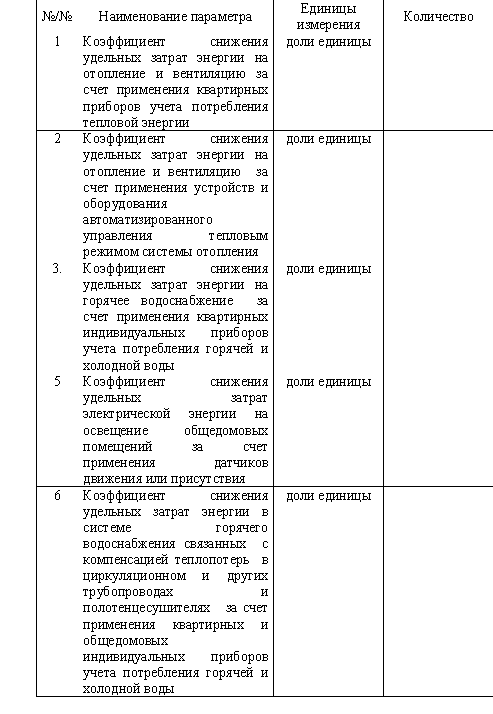 №/№ Наименование параметра Единицы измерения Количество
1 Коэффициент снижения доли единицы
удельных затрат энергии на
отопление и вентиляцию за
счет применения квартирных
приборов учета потребления
тепловой энергии
2 Коэффициент снижения доли единицы
удельных затрат энергии на
отопление и вентиляцию за
счет применения устройств и
оборудования
автоматизированного
управления тепловым
режимом системы отопления
3. Коэффициент снижения доли единицы
удельных затрат энергии на
горячее водоснабжение за
счет применения квартирных
индивидуальных приборов
учета потребления горячей и
холодной воды
5 Коэффициент снижения доли единицы
удельных затрат
электрической энергии на
освещение общедомовых
помещений за счет
применения датчиков
движения или присутствия
6 Коэффициент снижения доли единицы
удельных затрат энергии в
системе горячего
водоснабжения связанных с
компенсацией теплопотерь в
циркуляционном и других
трубопроводах и
полотенцесушителях за счет
применения квартирных и
общедомовых
индивидуальных приборов
учета потребления горячей и
холодной воды